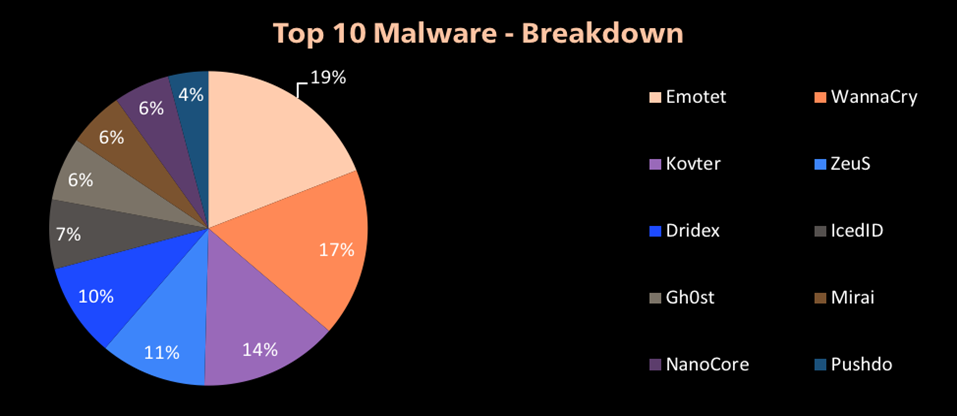 Top 10 Malware - Breakdown
19%
17%
14%
11%
10%
7%
6%
6%
6%
4%
Emotet
WannaCry
Kovter
ZeuS
Dridex
IcedID
Gh0st
Mirai
NanoCore
Pushdo